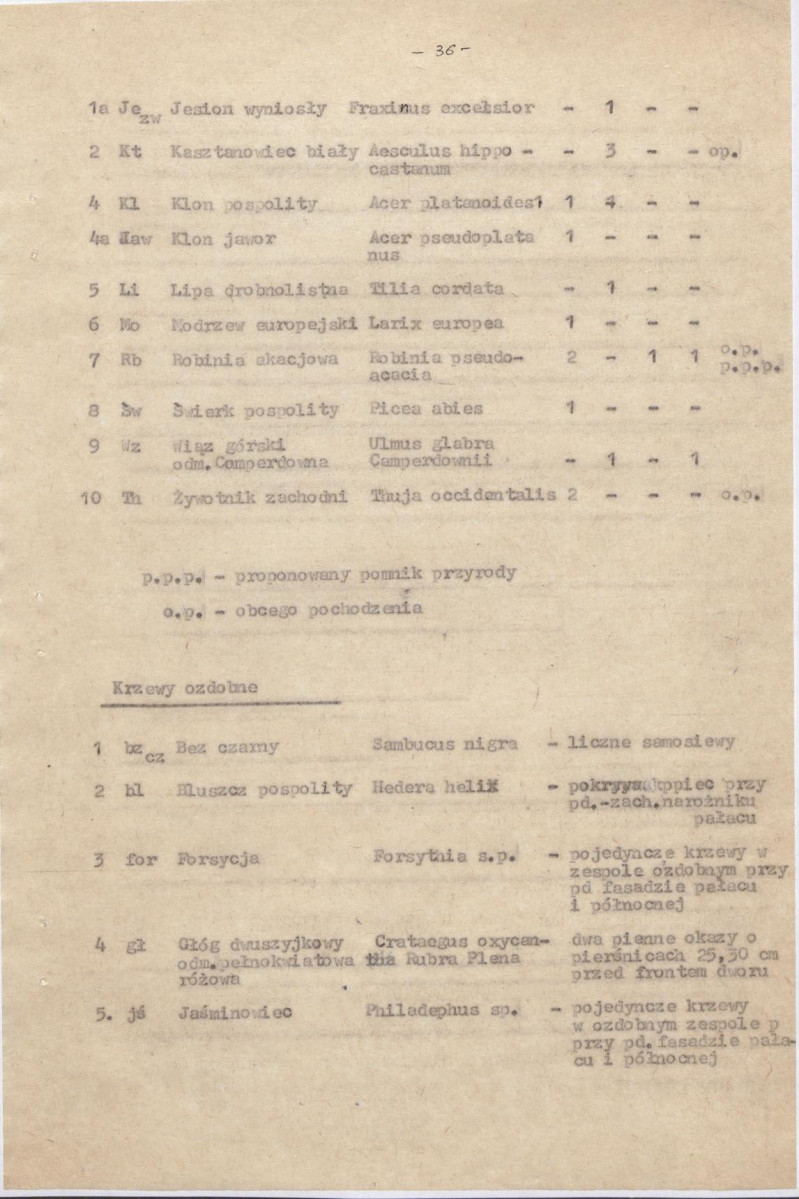 - 36 -
1a Je zw Jesion wyniosły Fraxinus excelsior - 1 - -
2 Kt Kasztanowiec biały Aesculus hippo - - 3 - - op.
castanum
4 Kl Klon pospolity Acer platanoides 1 1 4 - -
4a Jaw Klon jawor Acer pseudoplata 1 - - -
nus
5 Li Lipa drobnolistna Tilia cordata - 1 - -
6 Mo Modrzew europejski Larix europea 1 - - -
7 Rb Robinia akacjowa Robinia pseudo- 2 - 1 1 o.p.
acacia p.p.p.
8 Św Świerk pospolity Picea abies 1 - - -
9 Wz Wiąz górski Ulmus glabra
odm.Camperdowna Camperdownii - 1 - 1
10 Th Żywotnik zachodni Thuja occidentalis 2 - - - o.p.
p.p.p. - proponowany pomnik przyrody
o.p. - obcego pochodzenia
Krzewy ozdobne
1 bz cz Bez czarny Sambucus nigra - liczne samosiewy
2 bl Bluszcz pospolity Hedera helix - pokrywa kopiec przy
pd.-zach.narożniku
pałacu
3 for Forsycja Forsythia s.p. - pojedyncze krzewy w
zespole ozdobnym przy
pd fasadzie pałacu
i północnej
4 gł Głóg dwuszyjkowy Crataegus oxycan- dwa pienne okazy o
odm.pełnokwiatowa tha Rubra Plena pierśnicach 25,30 cm
różowa przed frontem dworu
5. jś Jaśminowiec Philadephus sp. - pojedyncze krzewy
w ozdobnym zespole p
przy pd.fasadzie pała-
cu i północnej